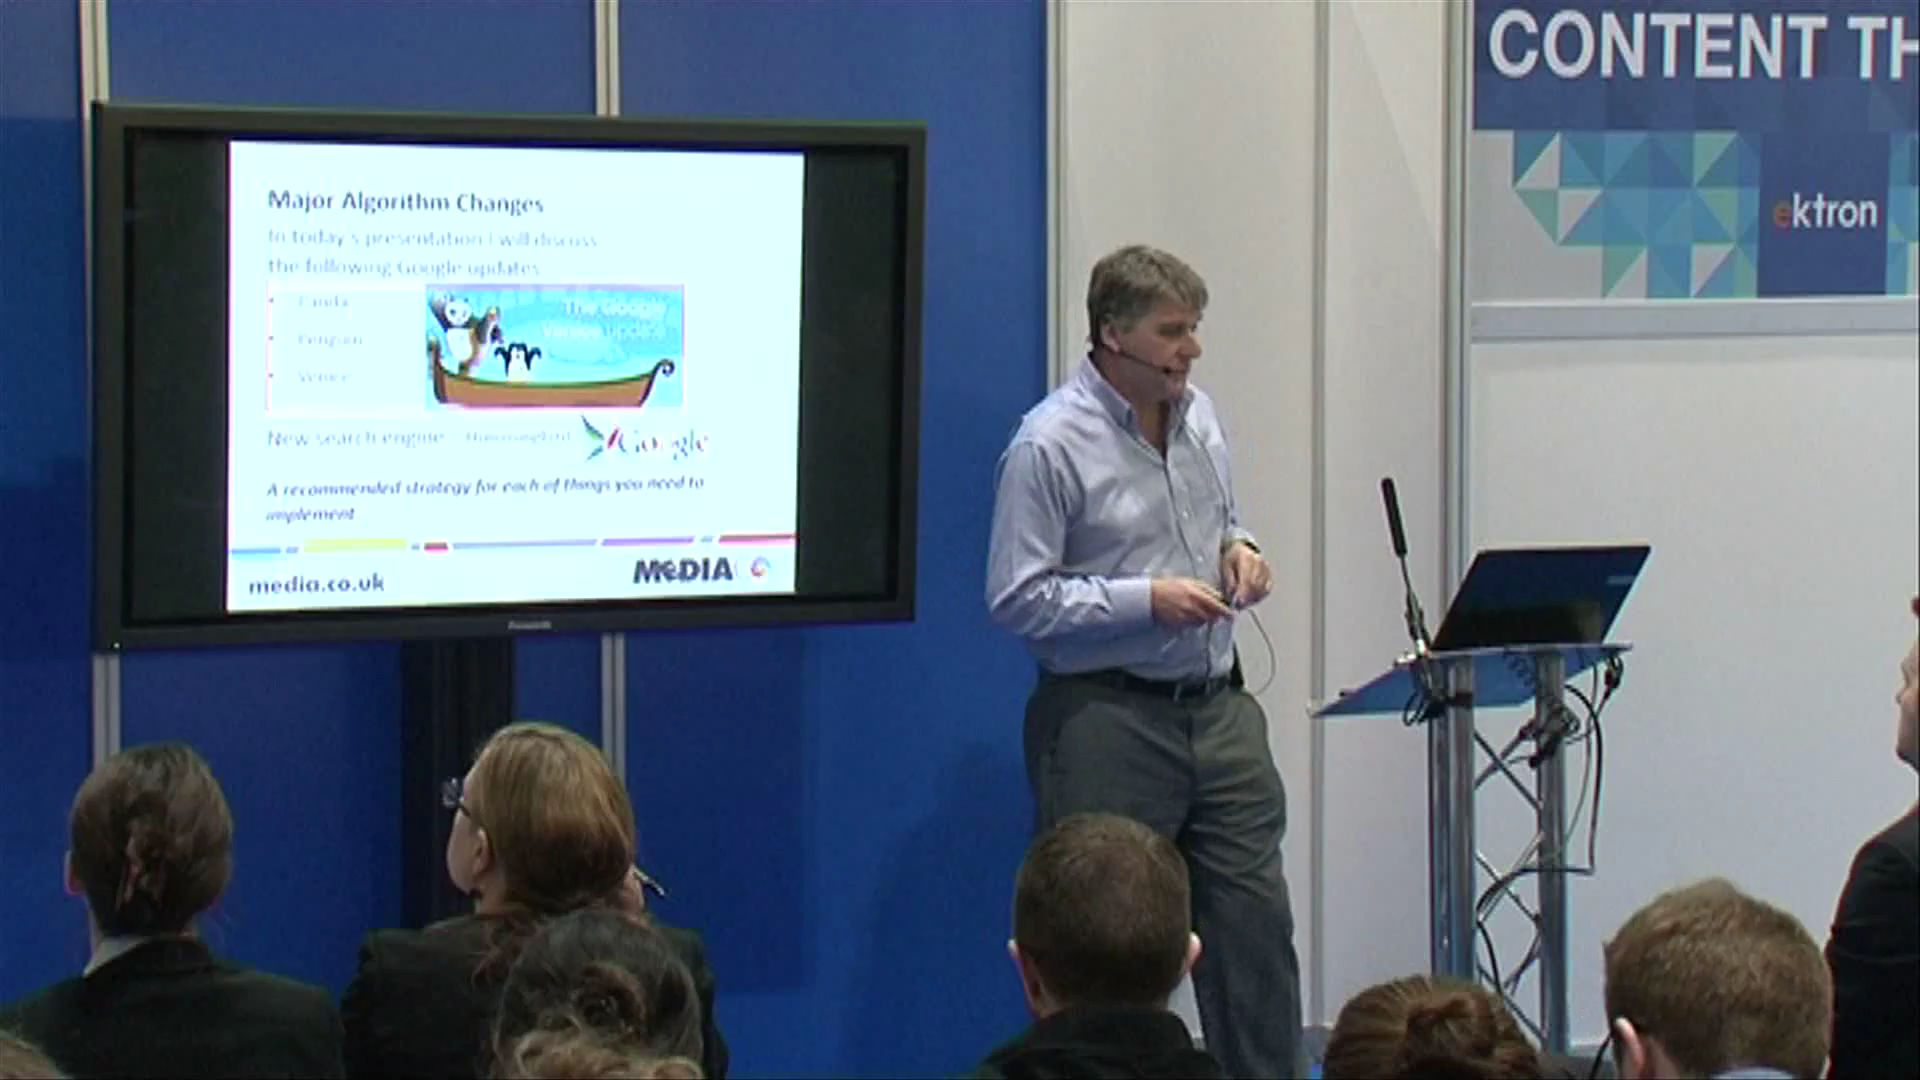 CONTENT TH
ektron
Major Algorithm Changes
In today's presentation I will discuss
the following Google updates
Panda
Penguin
Venice
The Google
Venice update
New search engine - Hummingbird
Google
A recommended strategy for each of things you need to
implement
media.co.uk
MEDIA
Panasonic